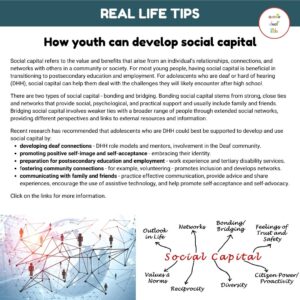 REAL LIFE TIPS
How youth can develop social capital
Social capital refers to the value and benefits that arise from an individual's relationships, connections, and
networks with others in a community or society. For most young people, having social capital is beneficial in
transitioning to postsecondary education and employment. For adolescents who are deaf or hard of hearing
(DHH), social capital can help them deal with the challenges they will likely encounter after high school.
There are two types of social capital - bonding and bridging. Bonding social capital stems from strong, close ties
and networks that provide social, psychological, and practical support and usually include family and friends.
Bridging social capital involves weaker ties with a broader range of people through extended social networks,
providing different perspectives and links to external resources and information.
Recent research has recommended that adolescents who are DHH could be best supported to develop and use
social capital by:
• developing deaf connections - DHH role models and mentors, involvement in the Deaf community.
• promoting positive self-image and self-acceptance - embracing their identity.
• preparation for postsecondary education and employment - work experience and tertiary disability services.
• fostering community connections - for example, volunteering - promotes inclusion and develops networks.
• communicating with family and friends - practice effective communication, provide advice and share
experiences, encourage the use of assistive technology, and help promote self-acceptance and self-advocacy.
Click on the links for more information.
Outlook in
Life
Networks
Bonding/
Bridging
Feelings of
Trust and
Safety
Social Capital
Values &
Norms
Reciprocity
Diversity
Citizen Power/
Proactivity